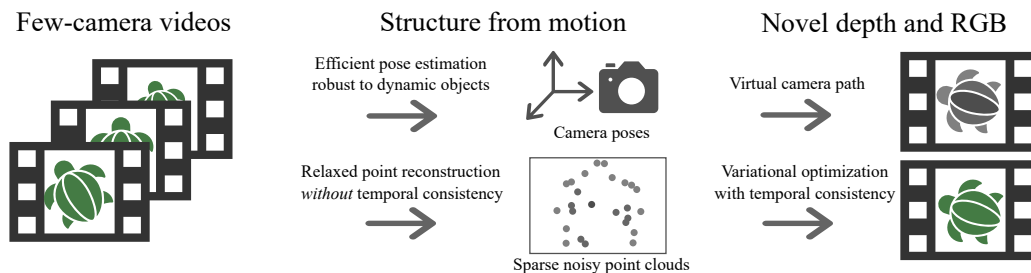 Few-camera videos
Structure from motion
Novel depth and RGB
Efficient pose estimation
robust to dynamic objects
Camera poses
Virtual camera path
Relaxed point reconstruction
without temporal consistency
Sparse noisy point clouds
Variational optimization
with temporal consistency